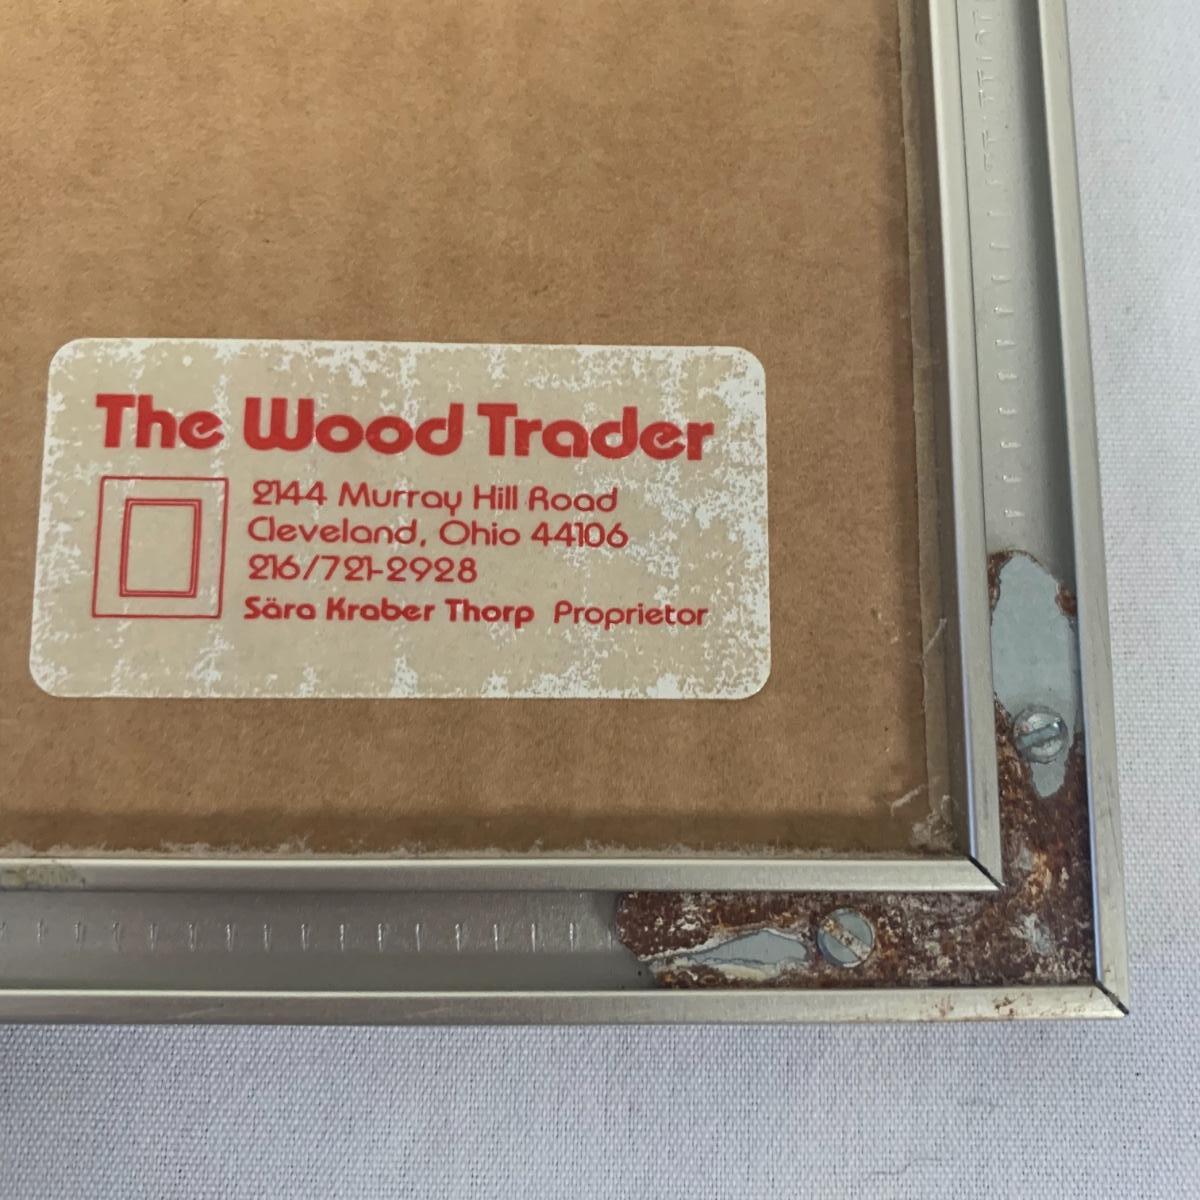 The Wood Trader
2144 Murray Hill Road
Cleveland, Ohio 44106
216/721-2928
Sära Kraber Thorp Proprietor